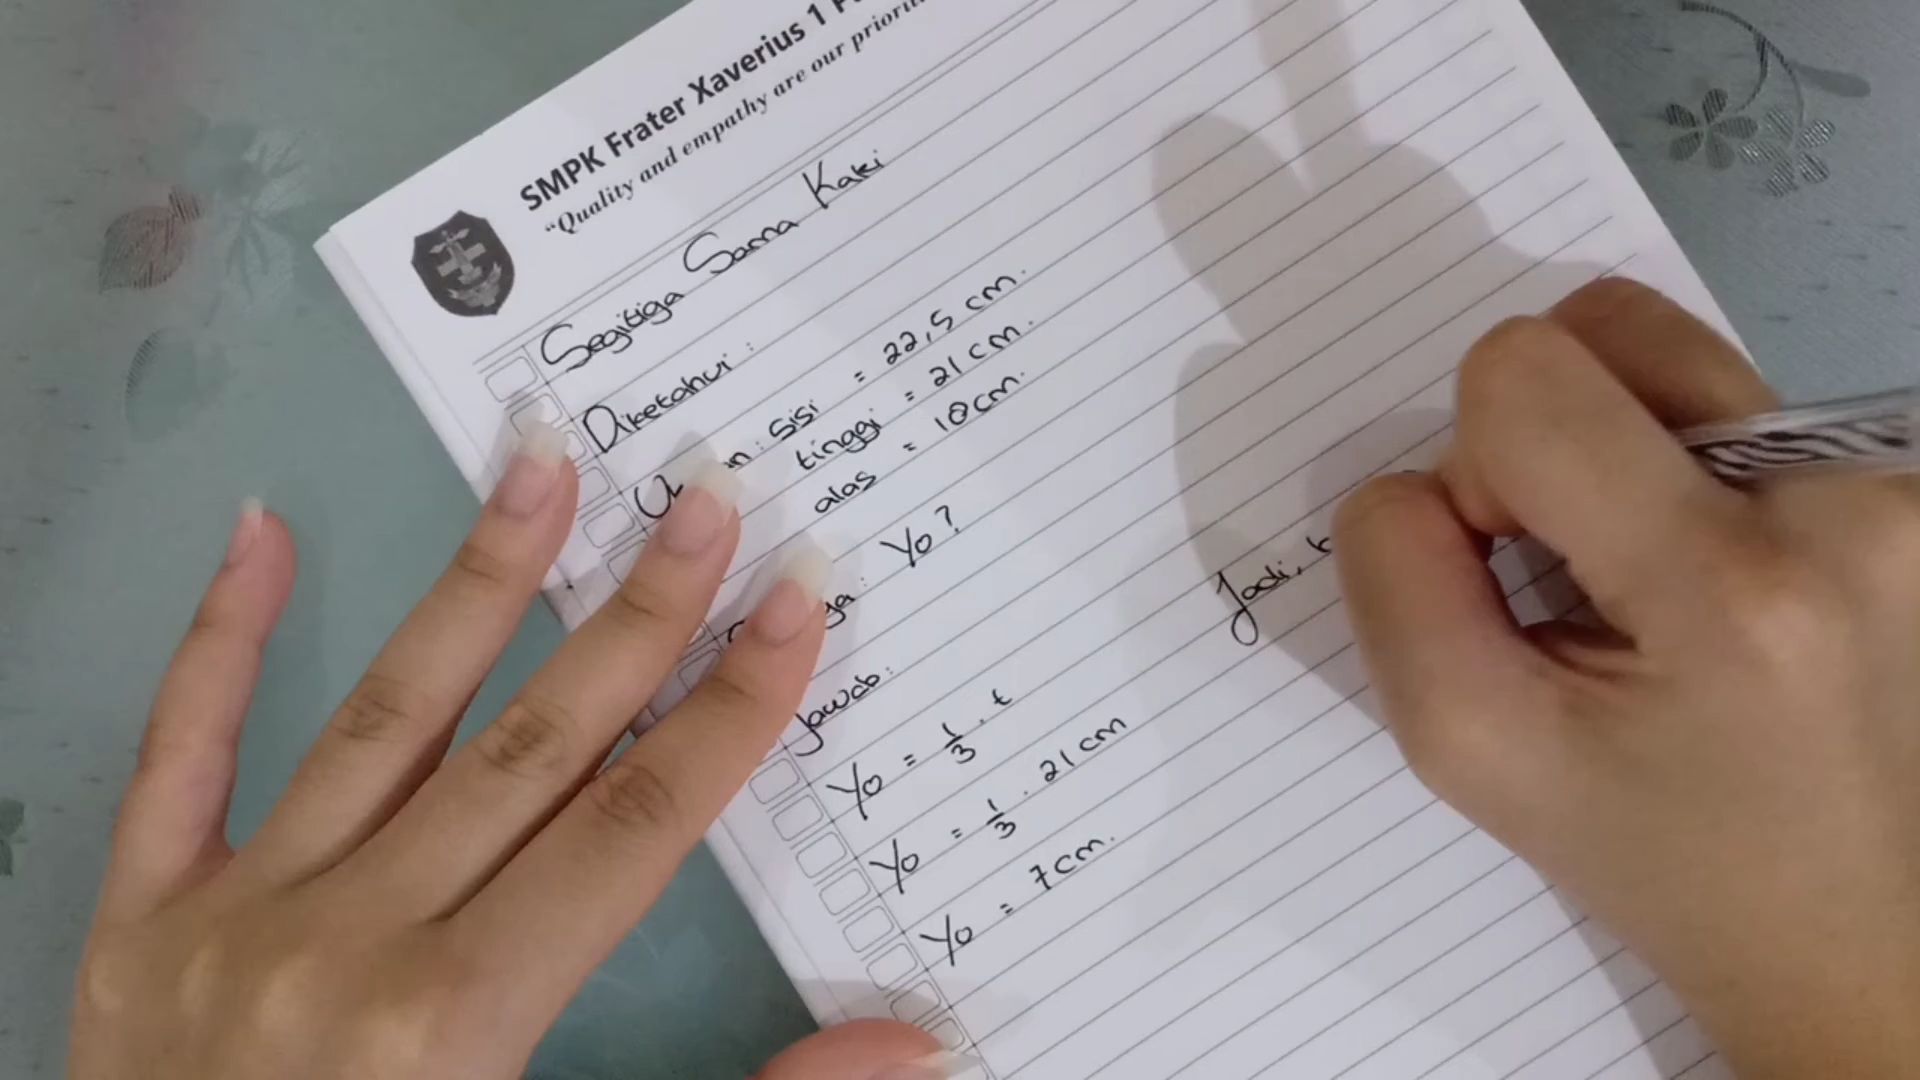 SMPK Frater Xaverius 1
"Quality and empathy are our
Segitiga Sama Kaki
Diketahui :
: sisi = 22,5 cm.
tinggi = 21 cm.
alas = 18 cm.
: Yo ?
Jawab:
Yo = 1/3 . t
Yo = 1/3 . 21 cm
Yo = 7 cm.
Jadi,